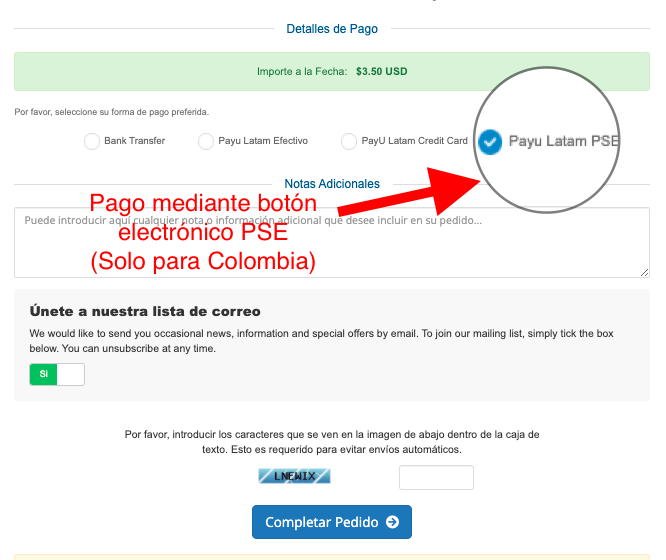 Detalles de Pago
Importe a la Fecha: $3.50 USD
Por favor, seleccione su forma de pago preferida.
Bank Transfer
Payu Latam Efectivo
PayU Latam Credit Card
Payu Latam PSE
Notas Adicionales
Pago mediante botón
electrónico PSE
(Solo para Colombia)
Puede introducir aquí cualquier nota o información adicional que desee incluir en su pedido...
Únete a nuestra lista de correo
We would like to send you occasional news, information and special offers by email. To join our mailing list, simply tick the box
below. You can unsubscribe at any time.
Si
Por favor, introducir los caracteres que se ven en la imagen de abajo dentro de la caja de
texto. Esto es requerido para evitar envíos automáticos.
LNEWIX
Completar Pedido